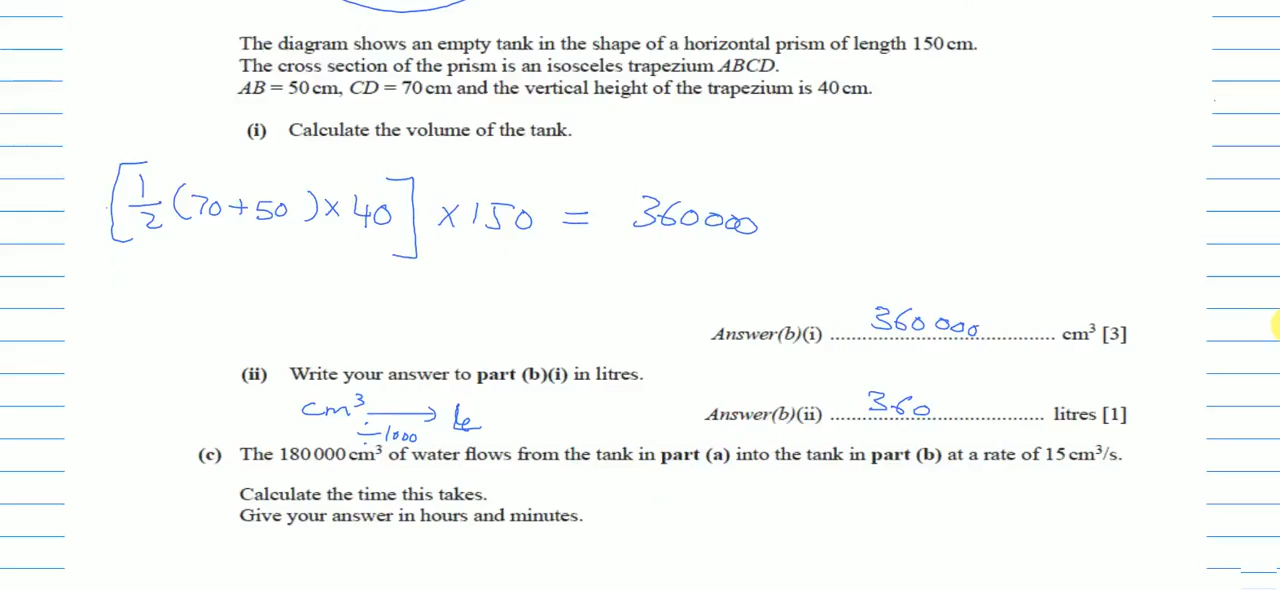 The diagram shows an empty tank in the shape of a horizontal prism of length 150 cm.
The cross section of the prism is an isosceles trapezium ABCD.
AB = 50 cm, CD = 70 cm and the vertical height of the trapezium is 40 cm.
(i) Calculate the volume of the tank.
[1/2 (70+50) × 40] × 150 = 360000
Answer(b)(i) 360 000 cm³ [3]
(ii) Write your answer to part (b)(i) in litres.
cm³ ⟶ le
÷1000
Answer(b)(ii) 360 litres [1]
(c) The 180 000 cm³ of water flows from the tank in part (a) into the tank in part (b) at a rate of 15 cm³/s.
Calculate the time this takes.
Give your answer in hours and minutes.